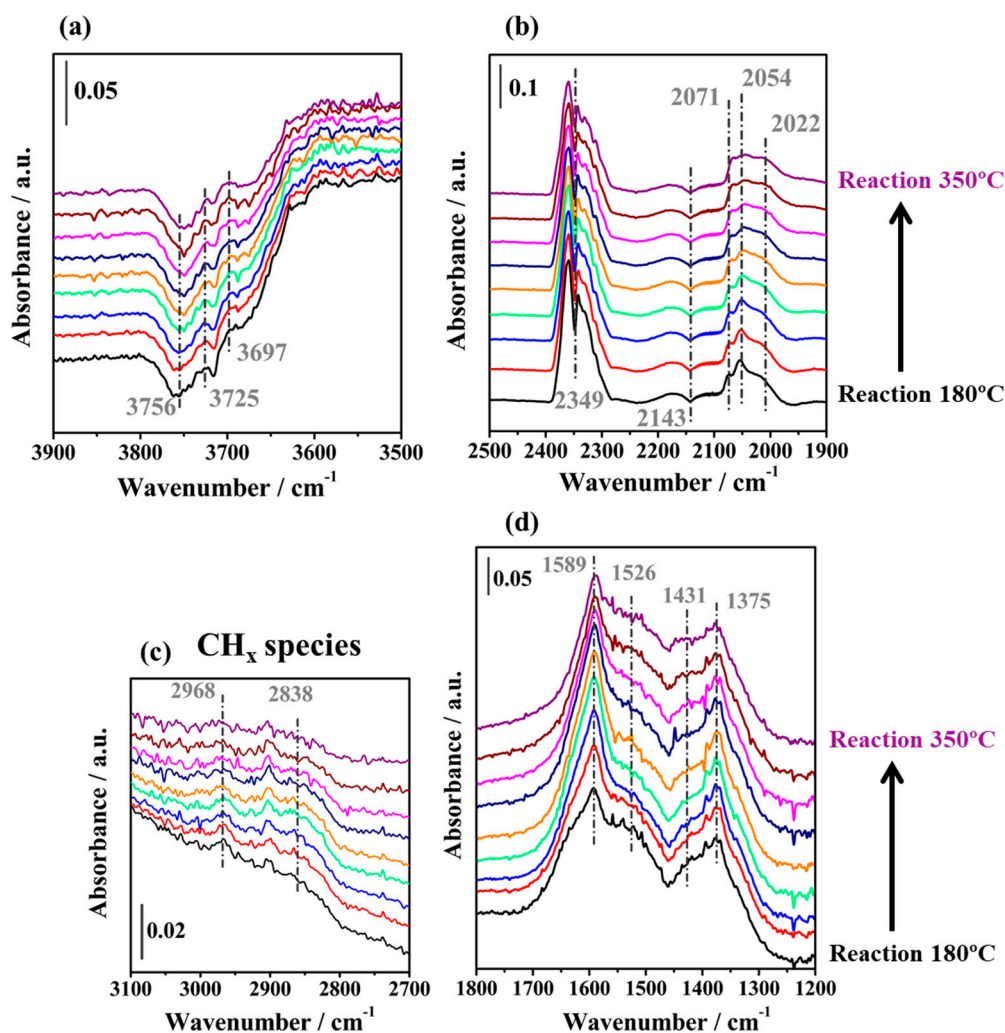 (a)
0.05
3697
3725
3756
Absorbance / a.u.
3900 3800 3700 3600 3500
Wavenumber / cm⁻¹
(b)
0.1
2054
2071
2022
2349
2143
Absorbance / a.u.
2500 2400 2300 2200 2100 2000 1900
Wavenumber / cm⁻¹
Reaction 350ºC
Reaction 180ºC
(c) CHₓ species
2968 2838
0.02
Absorbance / a.u.
3100 3000 2900 2800 2700
Wavenumber / cm⁻¹
(d)
0.05
1589
1526
1431
1375
Absorbance / a.u.
1800 1700 1600 1500 1400 1300 1200
Wavenumber / cm⁻¹
Reaction 350ºC
Reaction 180ºC